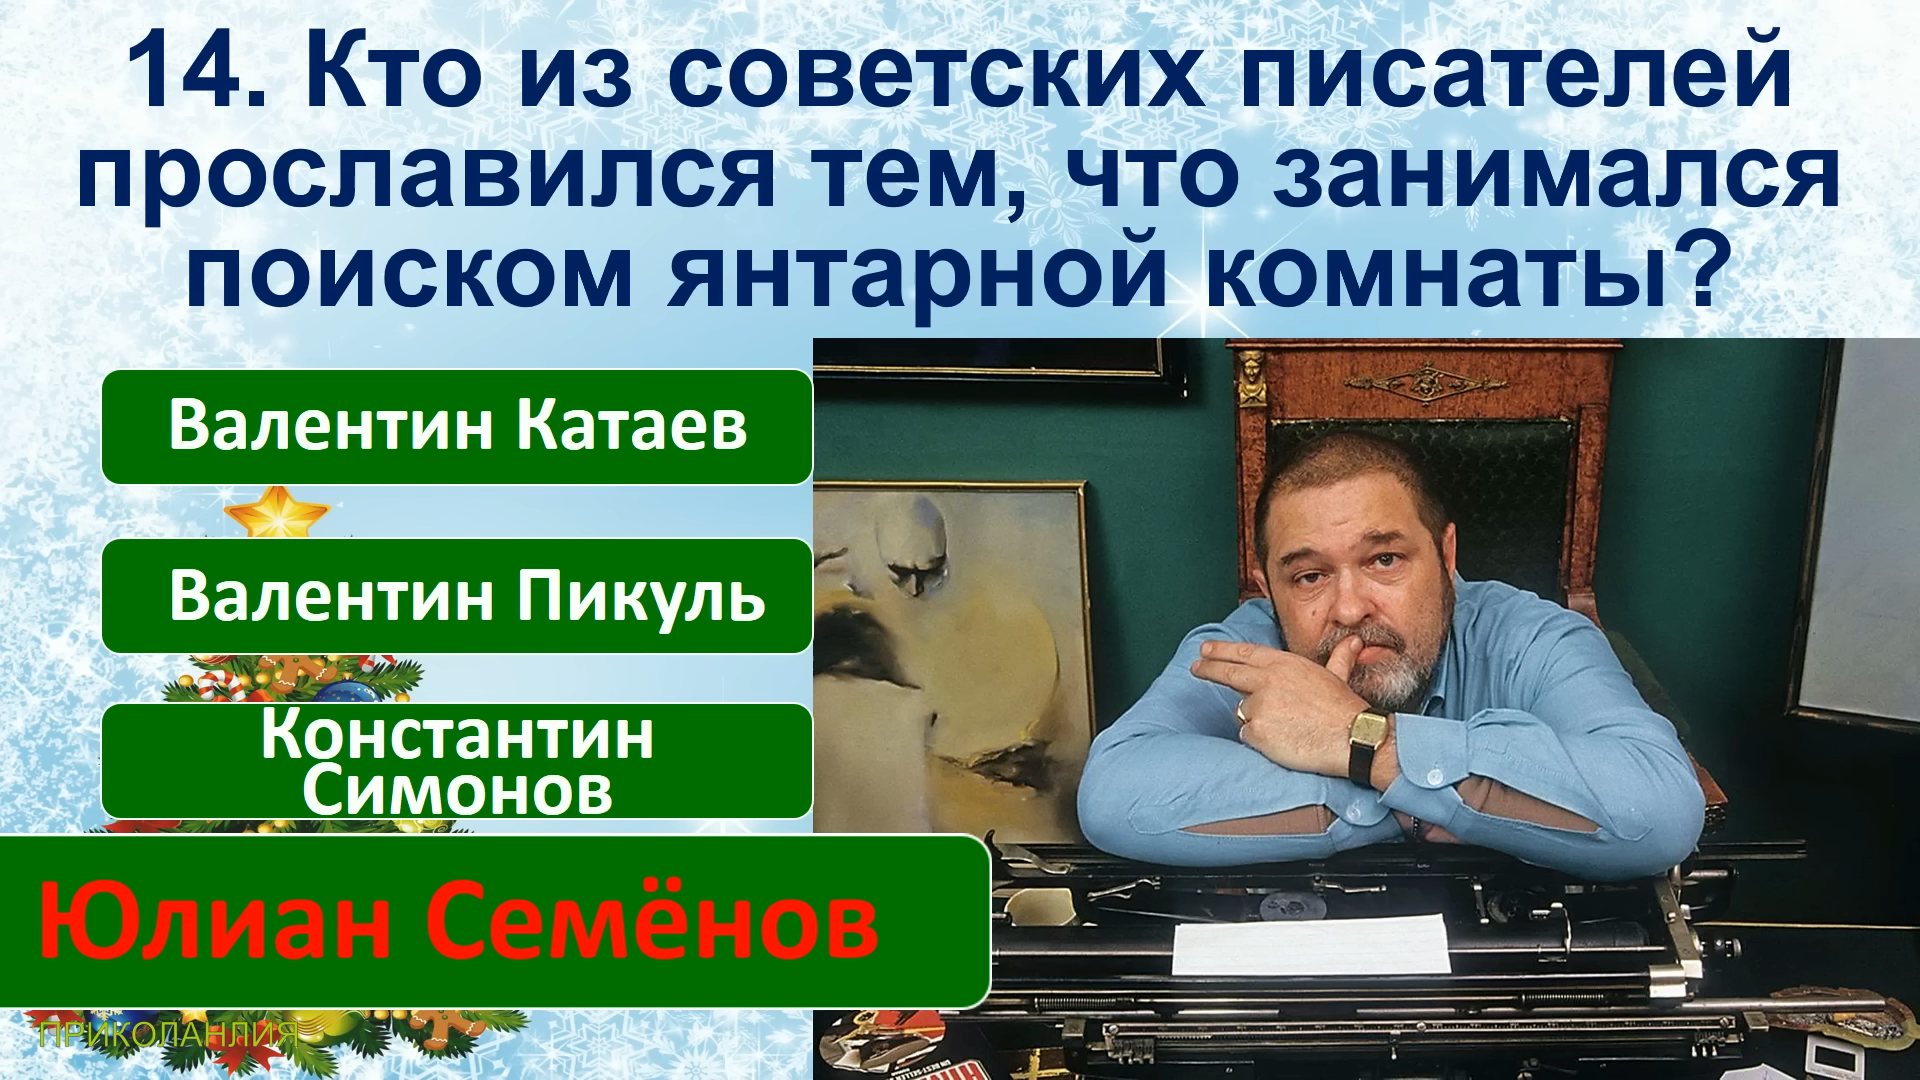 14. Кто из советских писателей
прославился тем, что занимался
поиском янтарной комнаты?
Валентин Катаев
Валентин Пикуль
Константин
Симонов
Юлиан Семёнов
ПРИКОЛАНЛИЯ